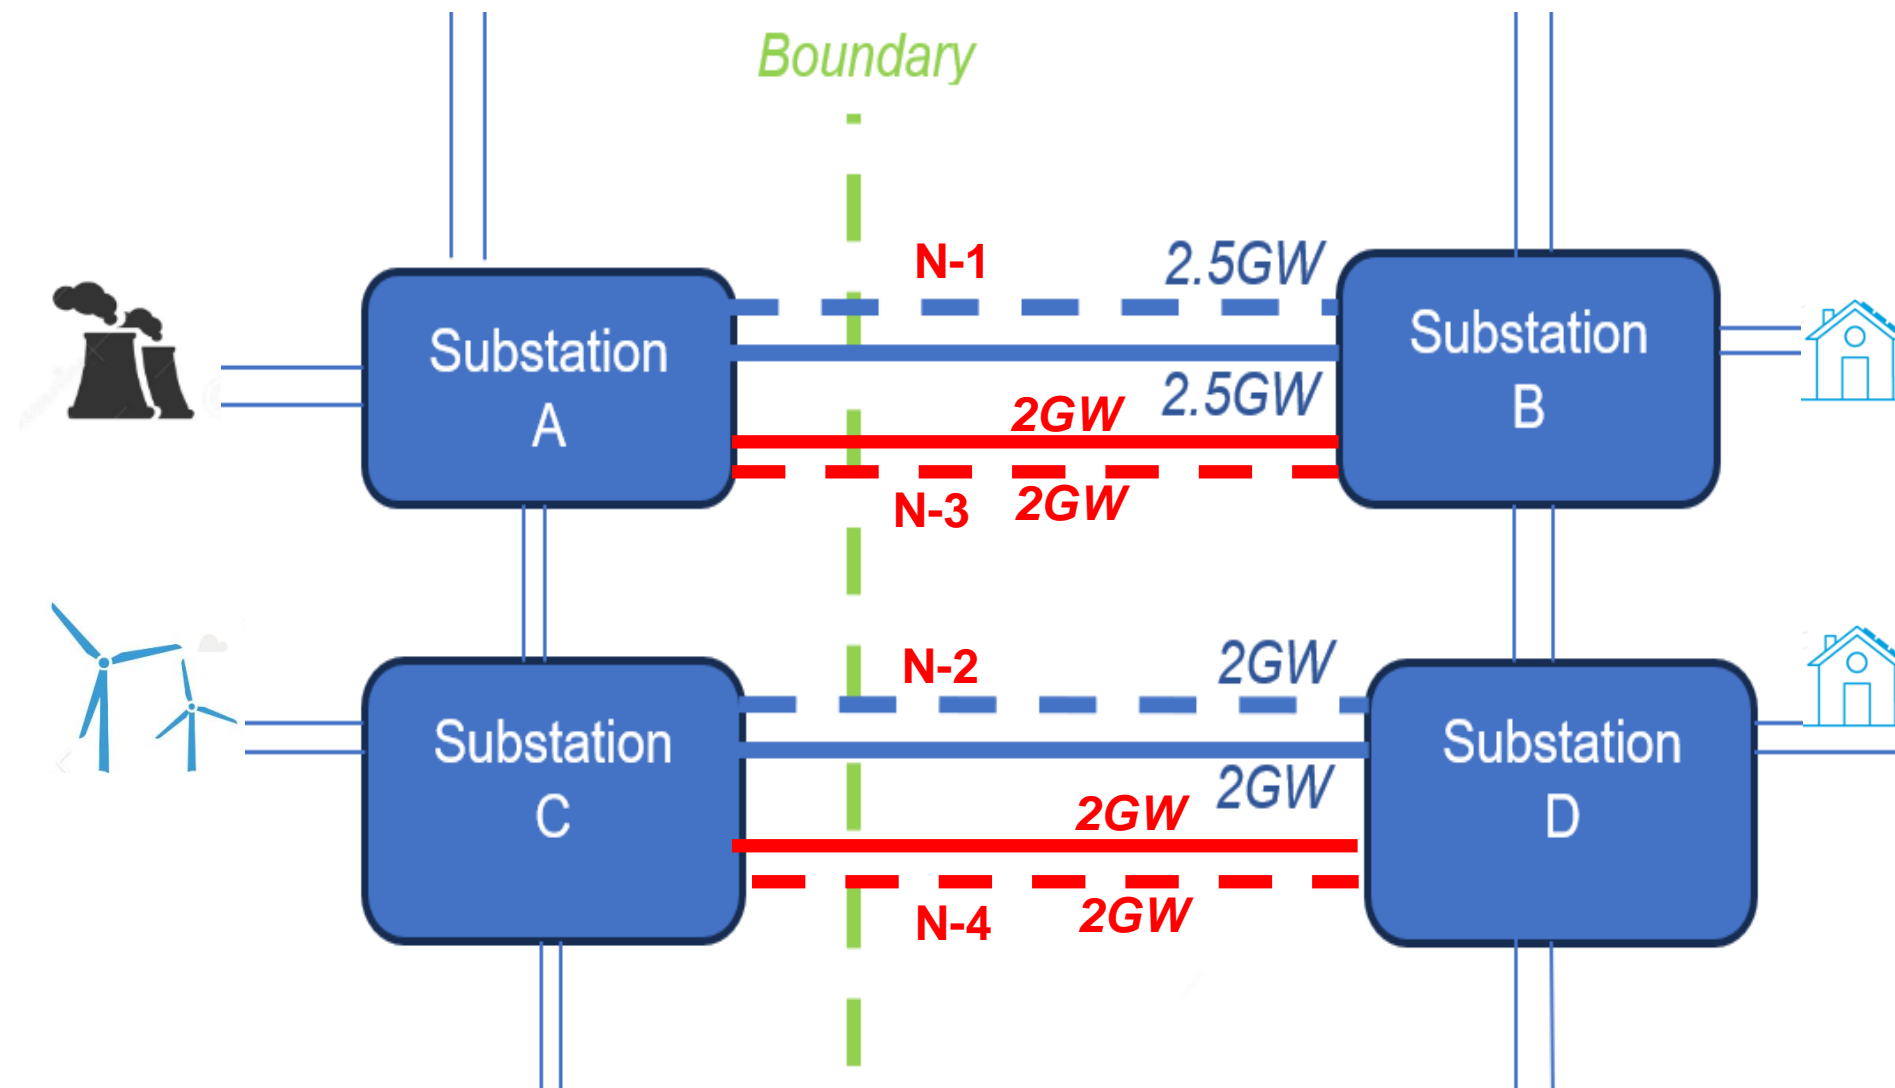 Boundary
N-1
2.5GW
Substation
A
Substation
B
2.5GW
2GW
N-3
2GW
N-2
2GW
Substation
C
Substation
D
2GW
2GW
N-4
2GW